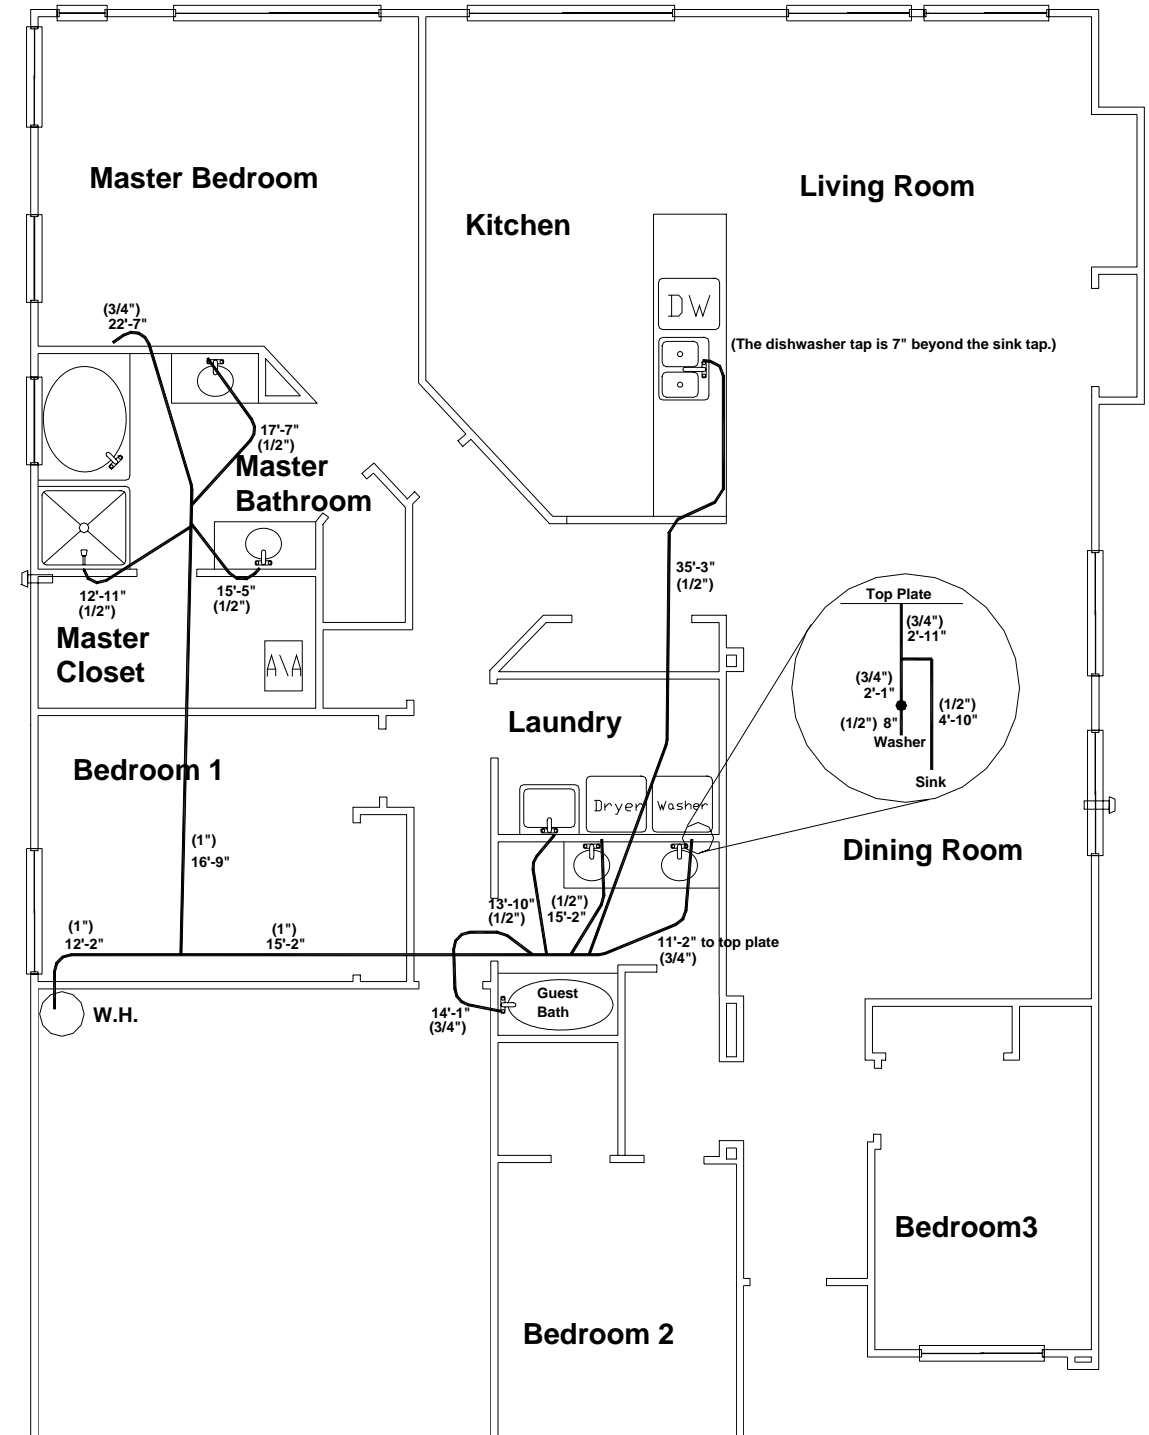 Master Bedroom
Living Room
Kitchen
DW
(3/4")
22'-7"
(The dishwasher tap is 7" beyond the sink tap.)
17'-7"
(1/2")
Master
Bathroom
35'-3"
(1/2")
12'-11"
(1/2")
15'-5"
(1/2")
Top Plate
(3/4")
2'-11"
(3/4")
2'-1"
(1/2") 8"
Washer
(1/2")
4'-10"
Sink
Master
Closet
A\A
Laundry
Bedroom 1
Dryer
Washer
Dining Room
(1")
16'-9"
13'-10"
(1/2")
(1/2")
15'-2"
(1")
12'-2"
(1")
15'-2"
11'-2" to top plate
(3/4")
W.H.
Guest
Bath
14'-1"
(3/4")
Bedroom3
Bedroom 2